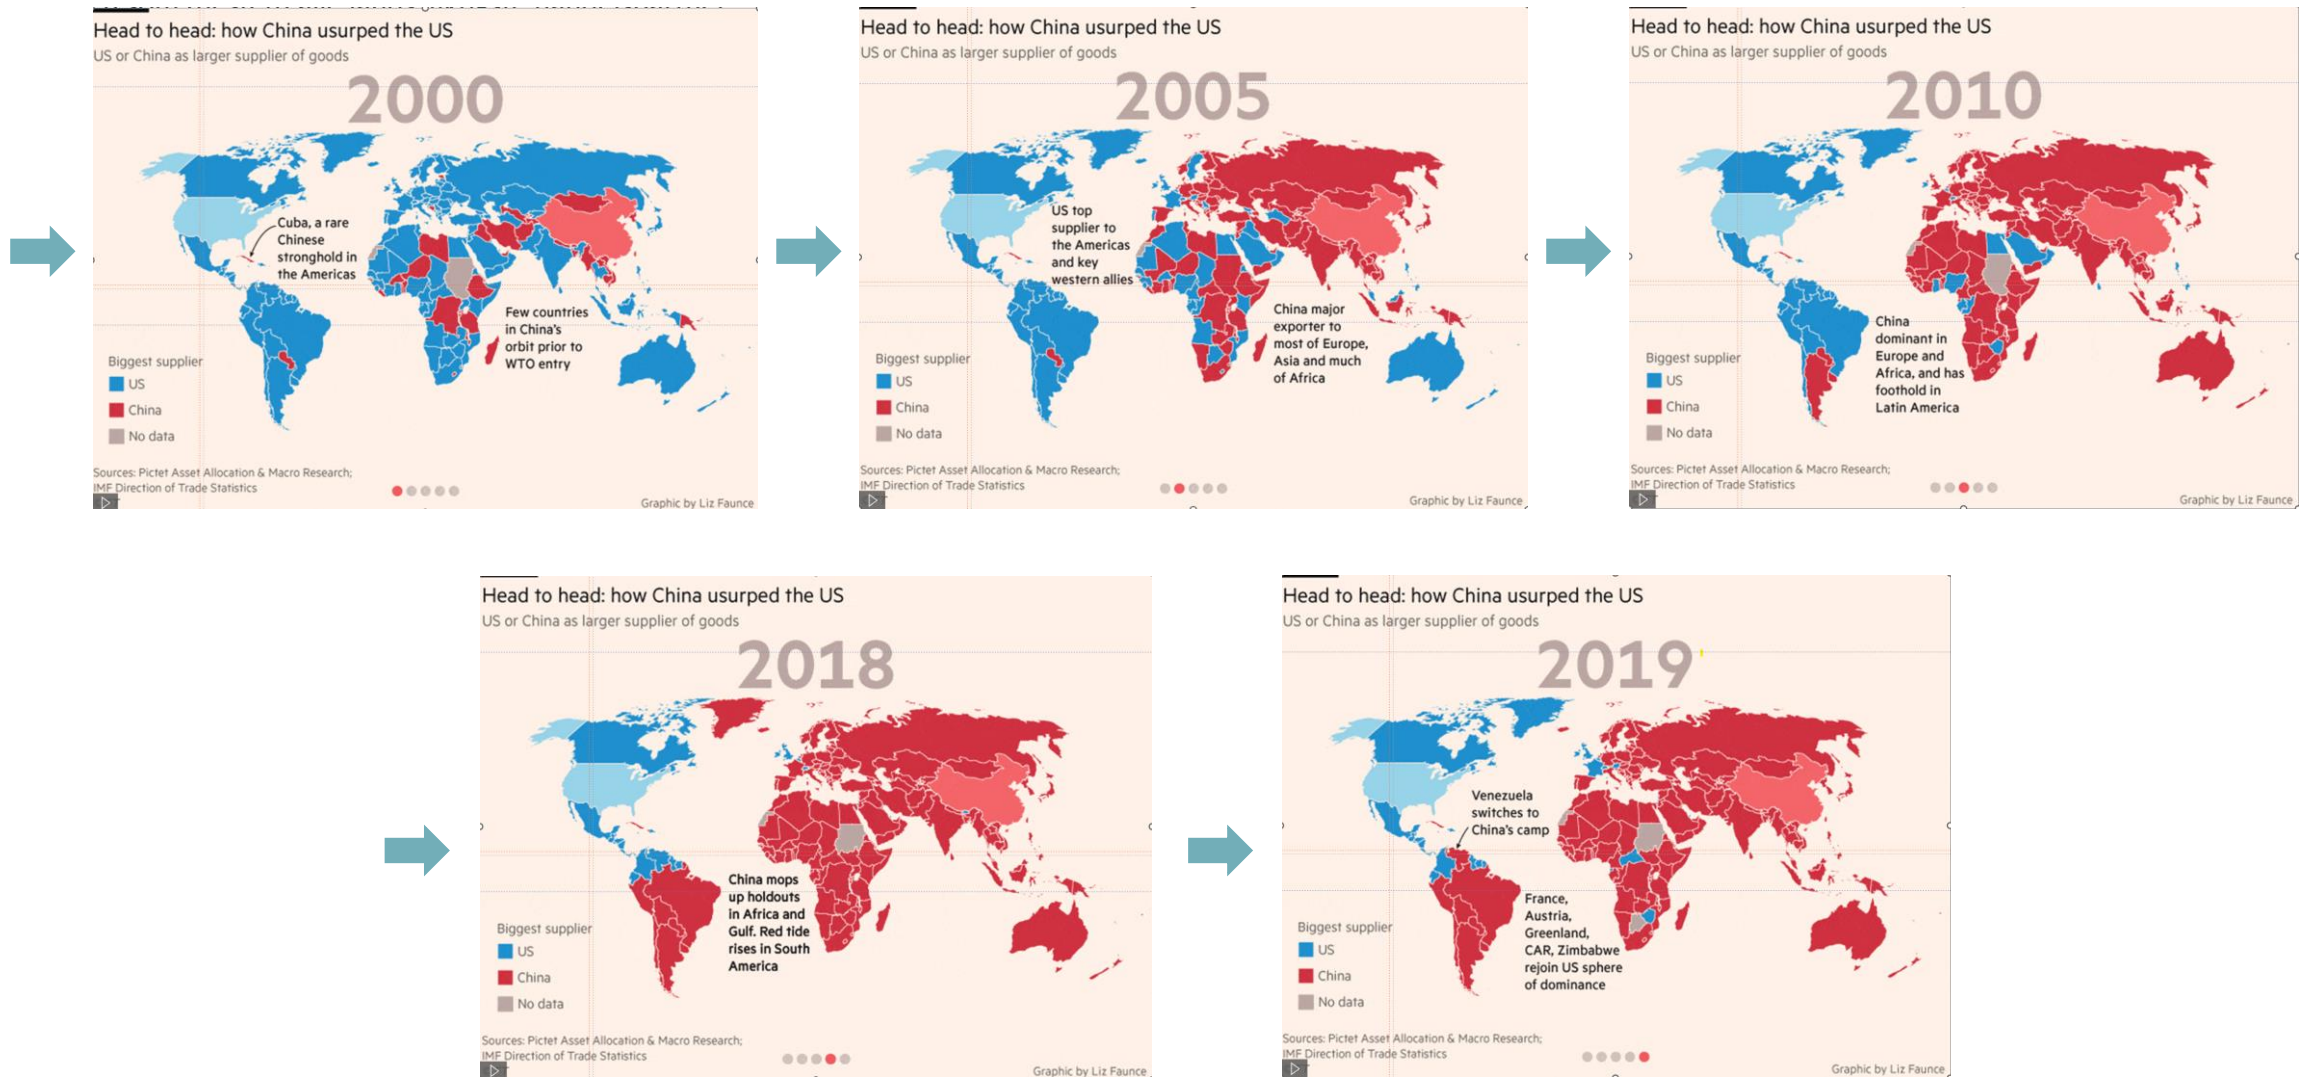 Head to head: how China usurped the US
US or China as larger supplier of goods
2000
Cuba, a rare
Chinese
stronghold in
the Americas
Few countries
in China's
orbit prior to
WTO entry
Biggest supplier
US
China
No data
Sources: Pictet Asset Allocation & Macro Research;
IMF Direction of Trade Statistics
Graphic by Liz Faunce
Head to head: how China usurped the US
US or China as larger supplier of goods
2005
US top
supplier to
the Americas
and key
western allies
China major
exporter to
most of Europe,
Asia and much
of Africa
Biggest supplier
US
China
No data
Sources: Pictet Asset Allocation & Macro Research;
IMF Direction of Trade Statistics
Graphic by Liz Faunce
Head to head: how China usurped the US
US or China as larger supplier of goods
2010
China
dominant in
Europe and
Africa, and has
foothold in
Latin America
Biggest supplier
US
China
No data
Sources: Pictet Asset Allocation & Macro Research;
IMF Direction of Trade Statistics
Graphic by Liz Faunce
Head to head: how China usurped the US
US or China as larger supplier of goods
2018
China mops
up holdouts
in Africa and
Gulf. Red tide
rises in South
America
Biggest supplier
US
China
No data
Sources: Pictet Asset Allocation & Macro Research;
IMF Direction of Trade Statistics
Graphic by Liz Faunce
Head to head: how China usurped the US
US or China as larger supplier of goods
2019
Venezuela
switches to
China's camp
France,
Austria,
Greenland,
CAR, Zimbabwe
rejoin US sphere
of dominance
Biggest supplier
US
China
No data
Sources: Pictet Asset Allocation & Macro Research;
IMF Direction of Trade Statistics
Graphic by Liz Faunce